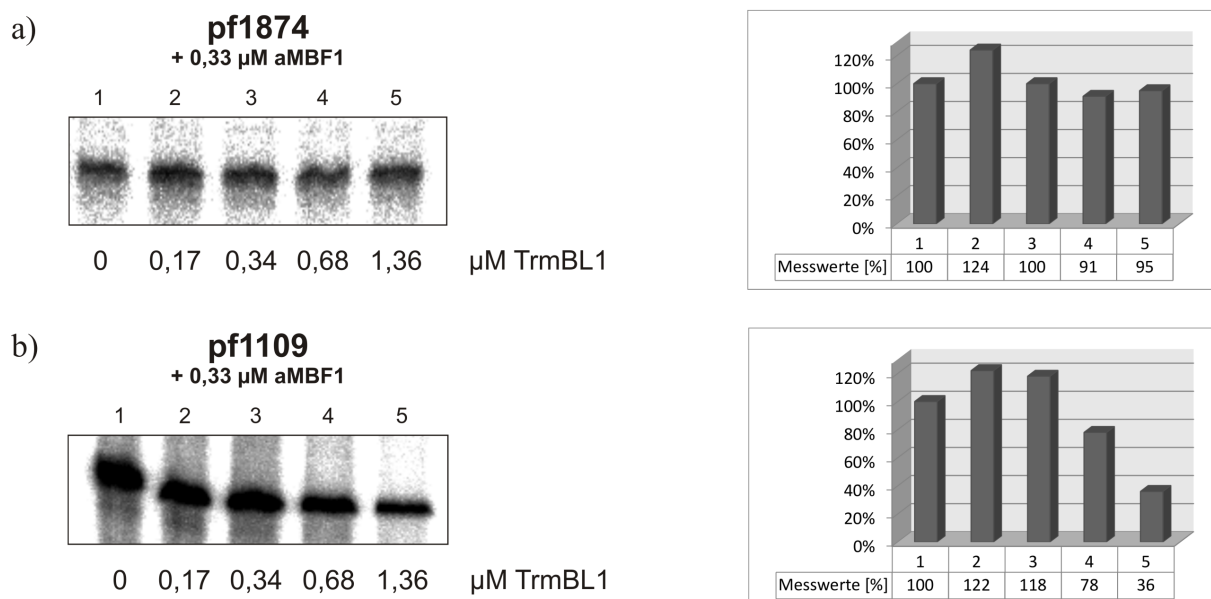 a)
pf1874
+ 0,33 µM aMBF1
1 2 3 4 5
0 0,17 0,34 0,68 1,36 µM TrmBL1
120%
100%
80%
60%
40%
20%
0%
1 2 3 4 5
Messwerte [%] 100 124 100 91 95
b)
pf1109
+ 0,33 µM aMBF1
1 2 3 4 5
0 0,17 0,34 0,68 1,36 µM TrmBL1
120%
100%
80%
60%
40%
20%
0%
1 2 3 4 5
Messwerte [%] 100 122 118 78 36